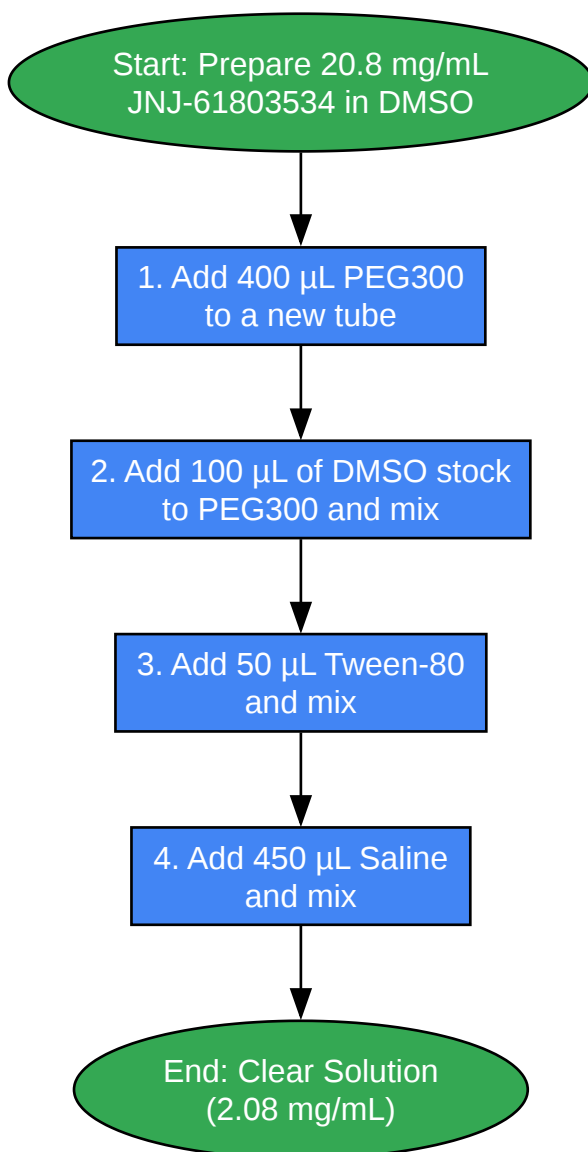 Start: Prepare 20.8 mg/mL
JNJ-61803534 in DMSO
1. Add 400 µL PEG300
to a new tube
2. Add 100 µL of DMSO stock
to PEG300 and mix
3. Add 50 µL Tween-80
and mix
4. Add 450 µL Saline
and mix
End: Clear Solution
(2.08 mg/mL)